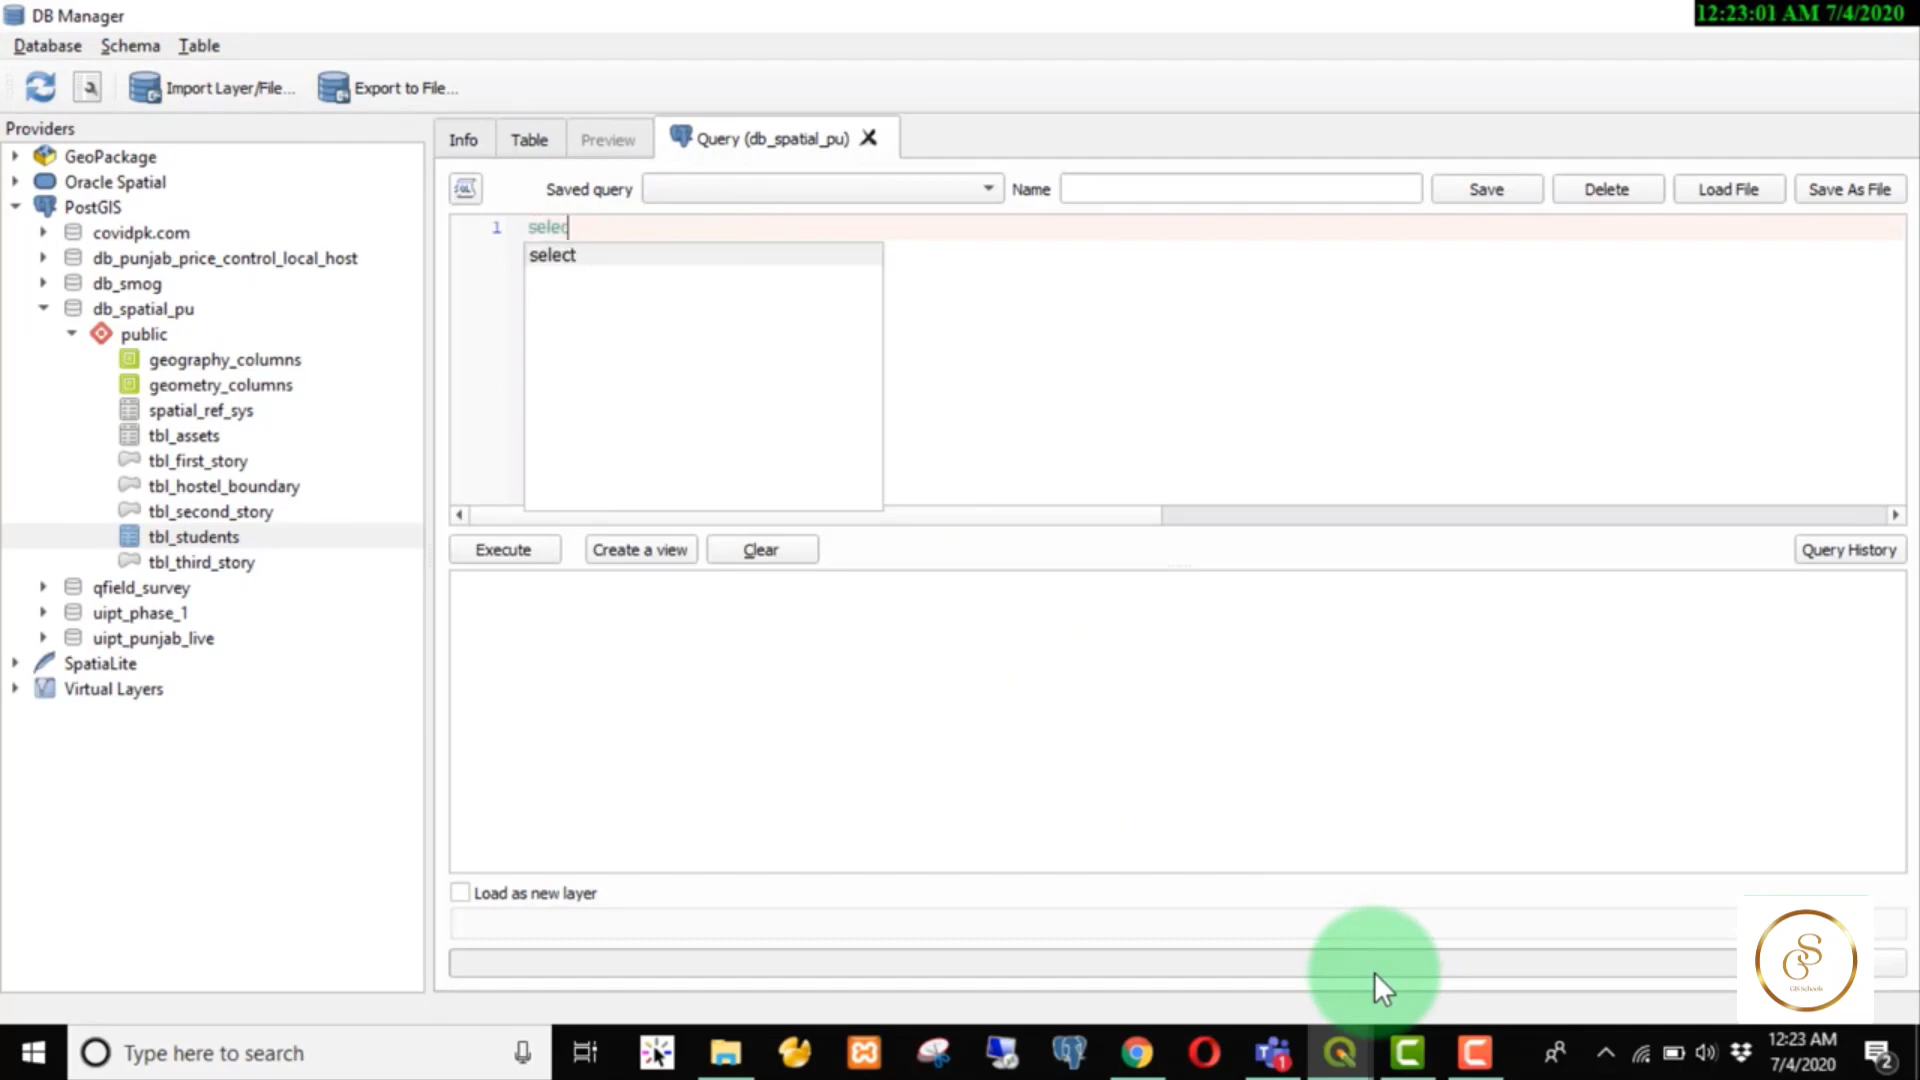 DB Manager
12:23:01 AM 7/4/2020
Database Schema Table
Import Layer/File... Export to File...
Providers
GeoPackage
Oracle Spatial
PostGIS
covidpk.com
db_punjab_price_control_local_host
db_smog
db_spatial_pu
public
geography_columns
geometry_columns
spatial_ref_sys
tbl_assets
tbl_first_story
tbl_hostel_boundary
tbl_second_story
tbl_students
tbl_third_story
qfield_survey
uipt_phase_1
uipt_punjab_live
SpatiaLite
Virtual Layers
Info Table Preview Query (db_spatial_pu)
Saved query Name Save Delete Load File Save As File
1 selec
select
Execute Create a view Clear Query History
Load as new layer
GIS Schools
Type here to search
1
12:23 AM
7/4/2020
2